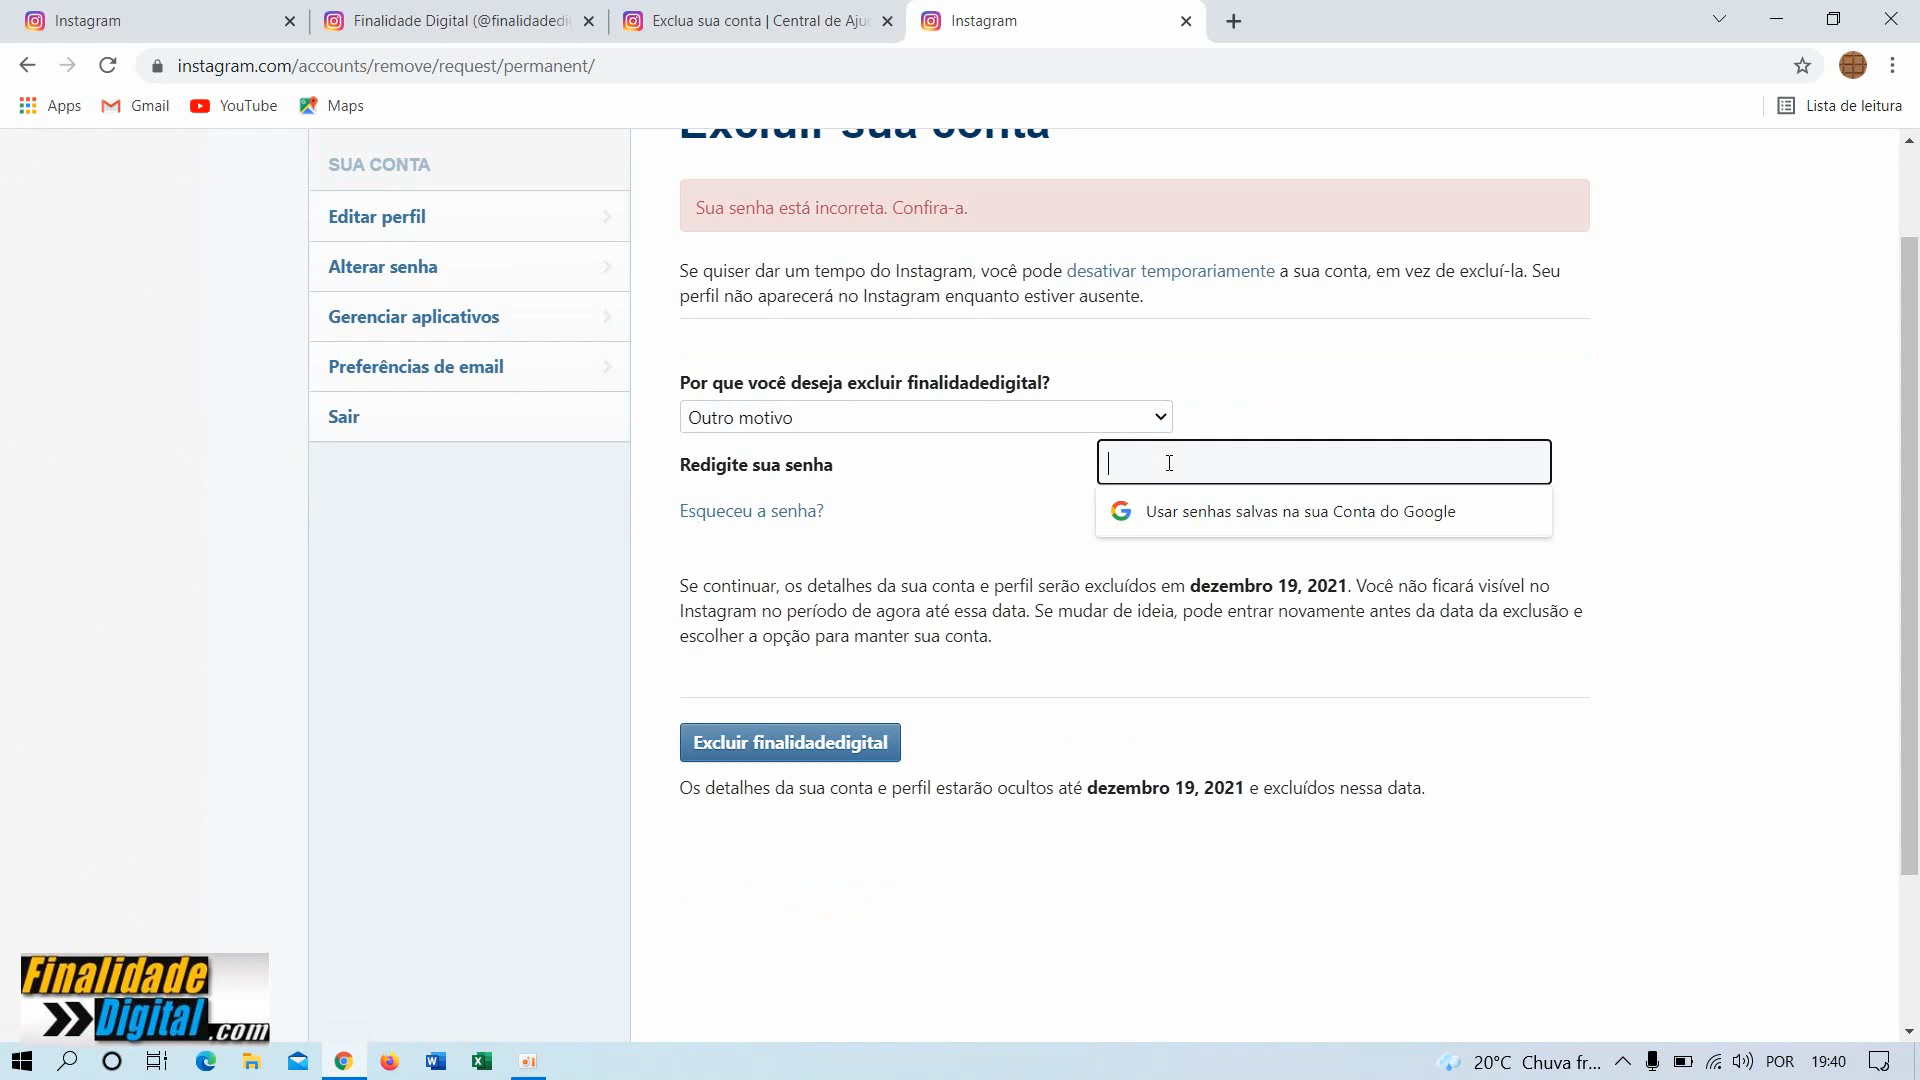 Instagram
Finalidade Digital (@finalidadedi
Exclua sua conta | Central de Aju
Instagram
instagram.com/accounts/remove/request/permanent/
Apps
Gmail
YouTube
Maps
Lista de leitura
Excluir sua conta
SUA CONTA
Editar perfil
Alterar senha
Gerenciar aplicativos
Preferências de email
Sair
Sua senha está incorreta. Confira-a.
Se quiser dar um tempo do Instagram, você pode desativar temporariamente a sua conta, em vez de excluí-la. Seu
perfil não aparecerá no Instagram enquanto estiver ausente.
Por que você deseja excluir finalidadedigital?
Outro motivo
Redigite sua senha
Esqueceu a senha?
Usar senhas salvas na sua Conta do Google
Se continuar, os detalhes da sua conta e perfil serão excluídos em dezembro 19, 2021. Você não ficará visível no
Instagram no período de agora até essa data. Se mudar de ideia, pode entrar novamente antes da data da exclusão e
escolher a opção para manter sua conta.
Excluir finalidadedigital
Os detalhes da sua conta e perfil estarão ocultos até dezembro 19, 2021 e excluídos nessa data.
Finalidade
Digital.com
20°C Chuva fr...
POR
19:40